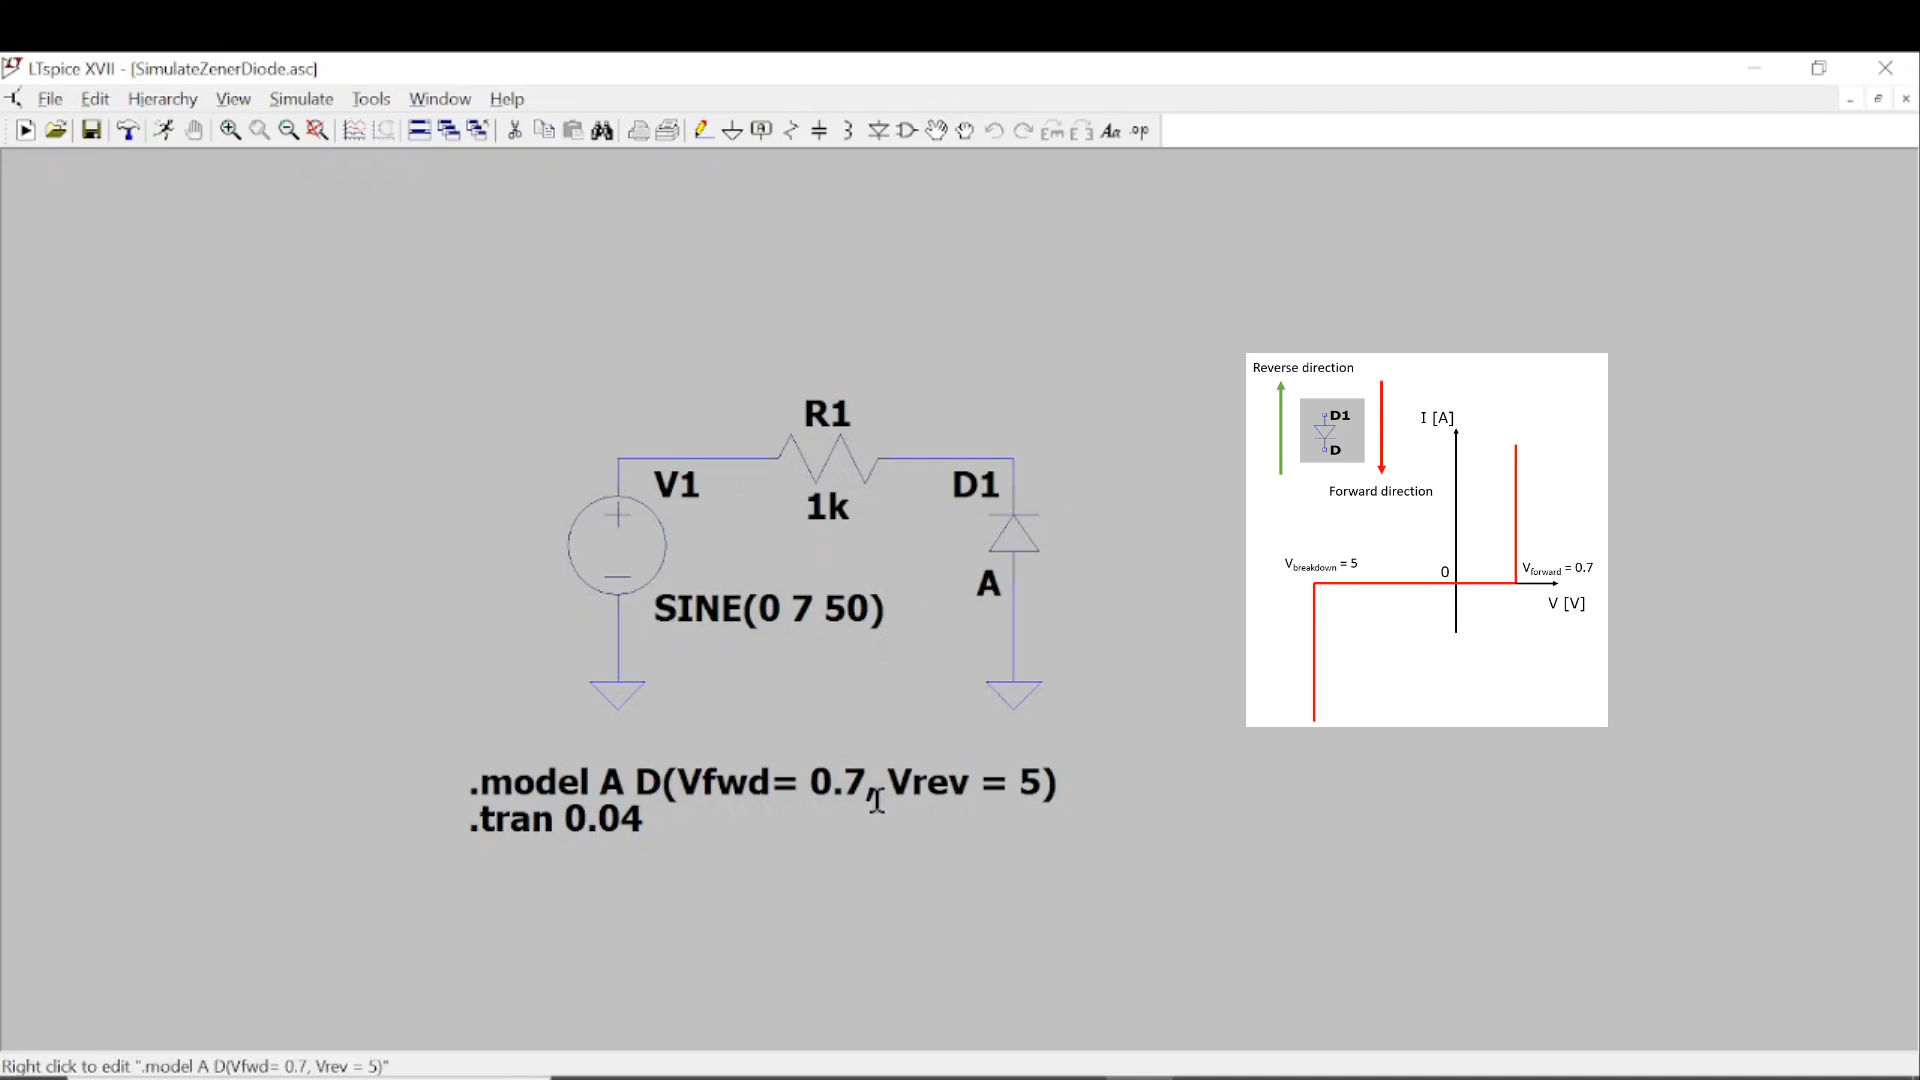 LTspice XVII - [SimulateZenerDiode.asc]
File Edit Hierarchy View Simulate Tools Window Help
.op
R1
V1
1k
D1
A
SINE(0 7 50)
.model A D(Vfwd= 0.7, Vrev = 5)
.tran 0.04
Reverse direction
D1
D
Forward direction
I [A]
Vbreakdown = 5
0
Vforward = 0.7
V [V]
Right click to edit ".model A D(Vfwd= 0.7, Vrev = 5)"